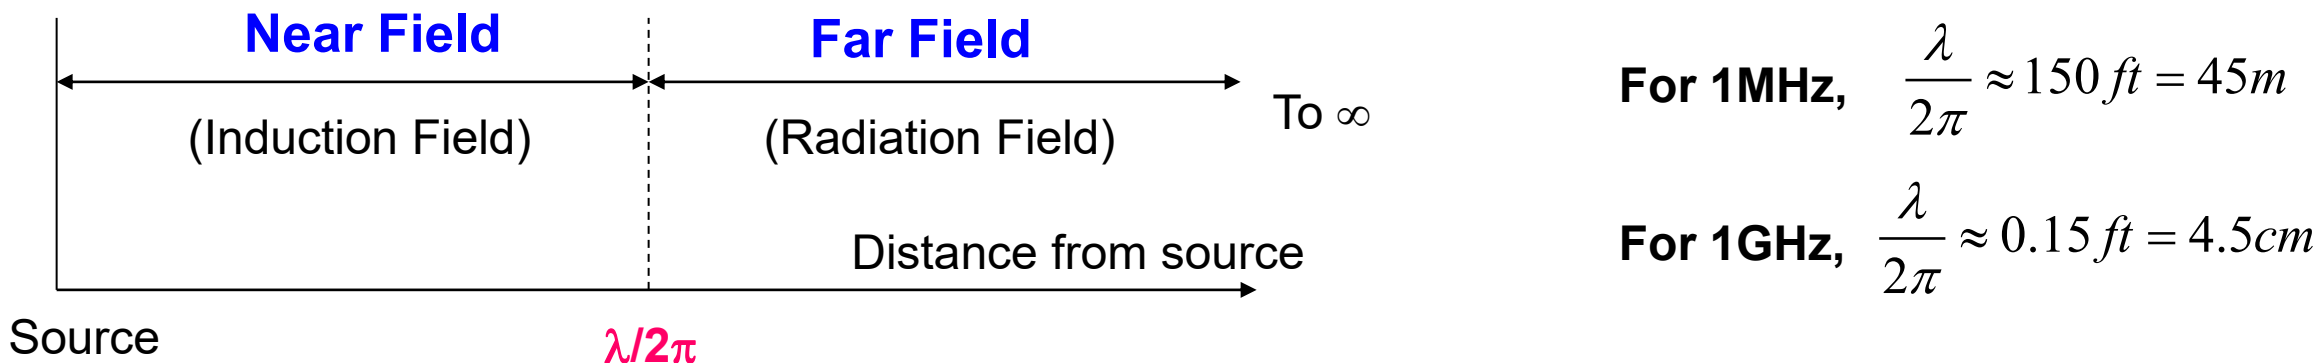 Near Field
Far Field
(Induction Field)
(Radiation Field)
To ∞
Distance from source
Source
λ/2π
For 1MHz, λ/2π ≈ 150 ft = 45m
For 1GHz, λ/2π ≈ 0.15 ft = 4.5cm